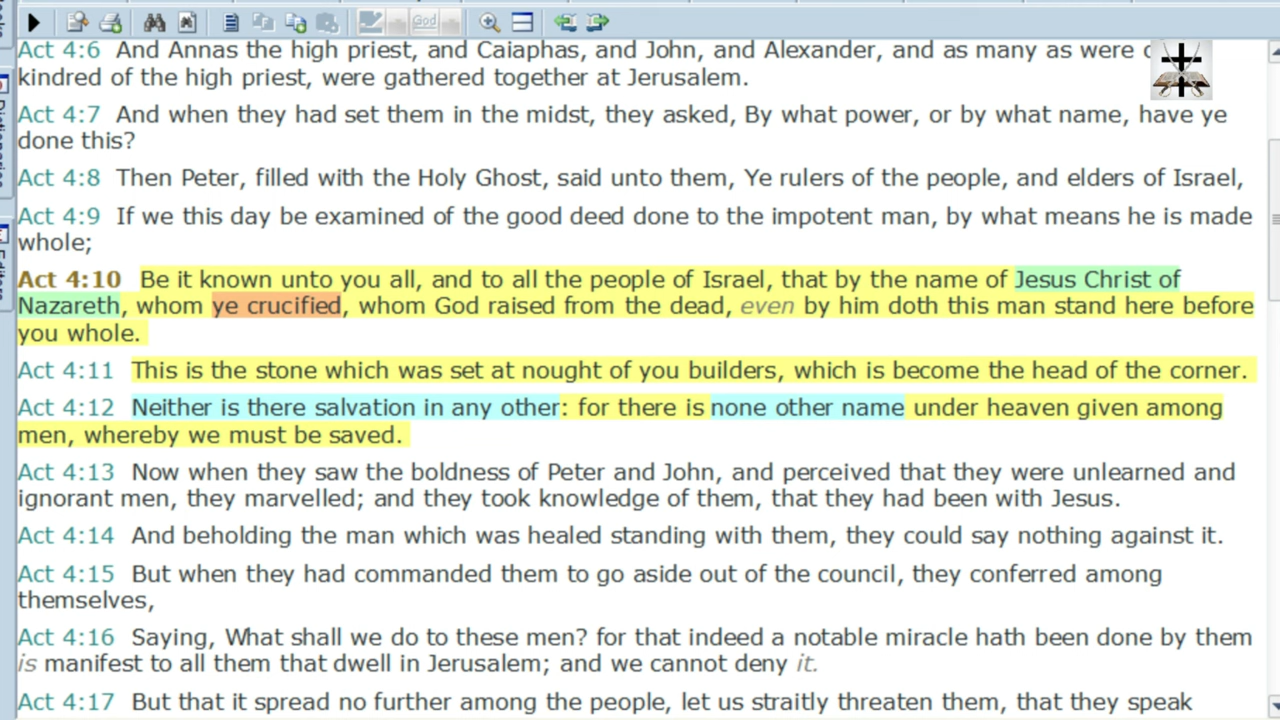 God
Act 4:6 And Annas the high priest, and Caiaphas, and John, and Alexander, and as many as were
kindred of the high priest, were gathered together at Jerusalem.
Act 4:7 And when they had set them in the midst, they asked, By what power, or by what name, have ye
done this?
Act 4:8 Then Peter, filled with the Holy Ghost, said unto them, Ye rulers of the people, and elders of Israel,
Act 4:9 If we this day be examined of the good deed done to the impotent man, by what means he is made
whole;
Act 4:10 Be it known unto you all, and to all the people of Israel, that by the name of Jesus Christ of
Nazareth, whom ye crucified, whom God raised from the dead, even by him doth this man stand here before
you whole.
Act 4:11 This is the stone which was set at nought of you builders, which is become the head of the corner.
Act 4:12 Neither is there salvation in any other: for there is none other name under heaven given among
men, whereby we must be saved.
Act 4:13 Now when they saw the boldness of Peter and John, and perceived that they were unlearned and
ignorant men, they marvelled; and they took knowledge of them, that they had been with Jesus.
Act 4:14 And beholding the man which was healed standing with them, they could say nothing against it.
Act 4:15 But when they had commanded them to go aside out of the council, they conferred among
themselves,
Act 4:16 Saying, What shall we do to these men? for that indeed a notable miracle hath been done by them
is manifest to all them that dwell in Jerusalem; and we cannot deny it.
Act 4:17 But that it spread no further among the people, let us straitly threaten them, that they speak
Dictionaries
Editors